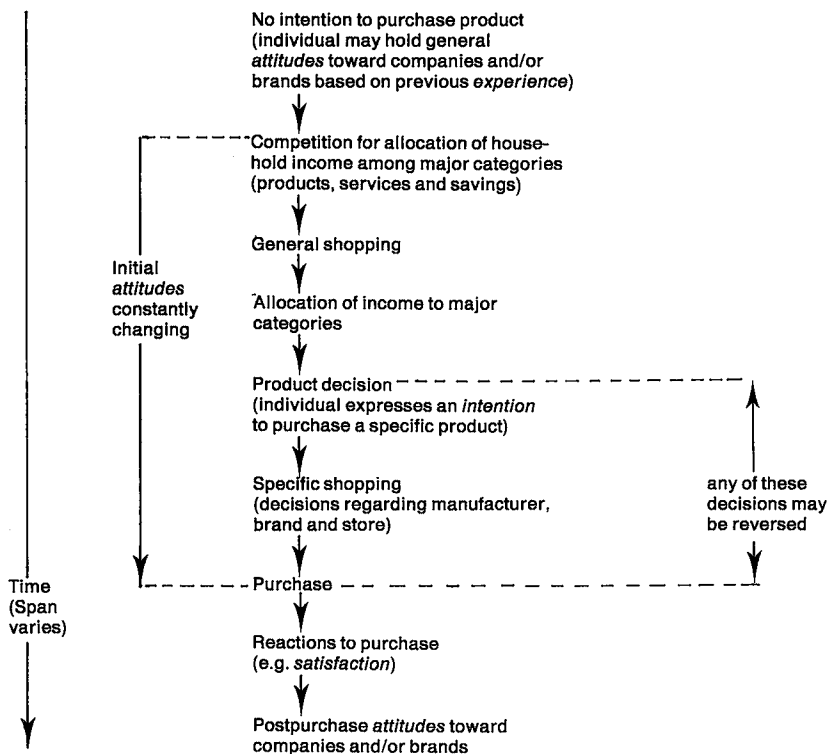 No intention to purchase product
(individual may hold general
attitudes toward companies and/or
brands based on previous experience)
Competition for allocation of house-
hold income among major categories
(products, services and savings)
General shopping
Initial
attitudes
constantly
changing
Allocation of income to major
categories
Product decision
(individual expresses an intention
to purchase a specific product)
Specific shopping
(decisions regarding manufacturer,
brand and store)
any of these
decisions may
be reversed
Purchase
Time
(Span
varies)
Reactions to purchase
(e.g. satisfaction)
Postpurchase attitudes toward
companies and/or brands